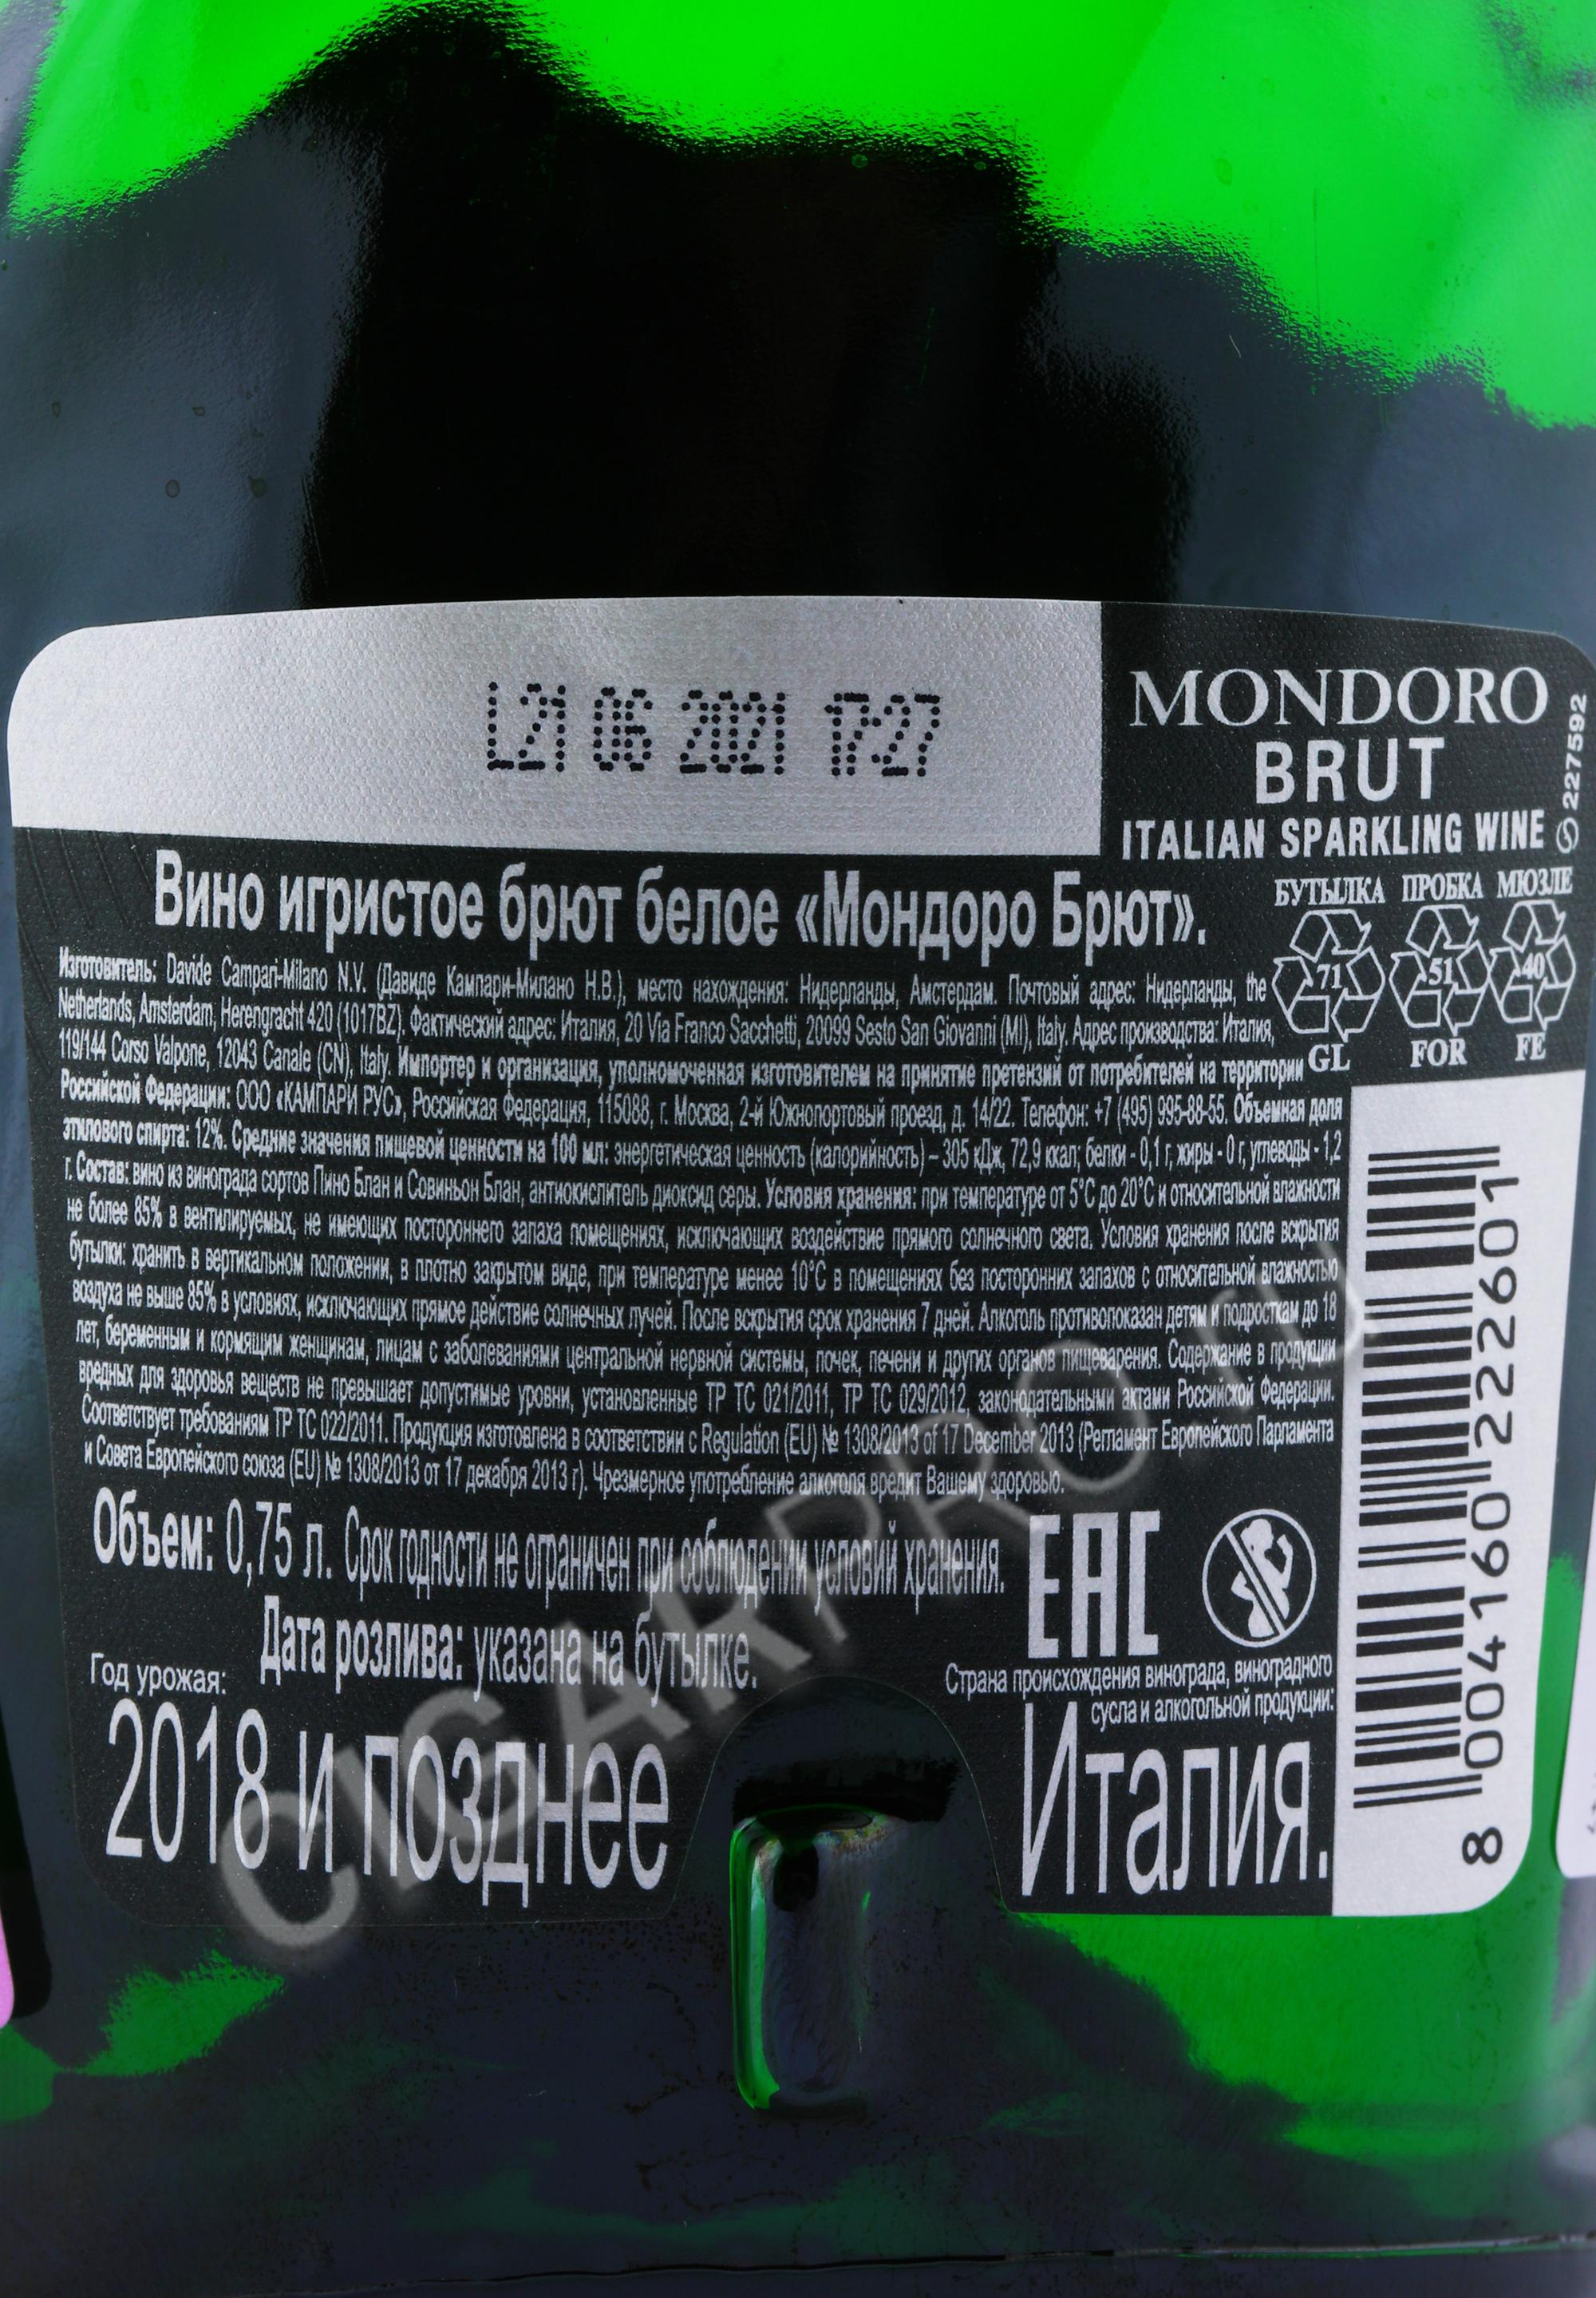 L21 06 2021 17:27
MONDORO
BRUT
ITALIAN SPARKLING WINE
227592
Вино игристое брют белое «Мондоро Брют».
БУТЫЛКА ПРОБКА МЮЗЛЕ
71 51 40
GL FOR FE
Изготовитель: Davide Campari-Milano N.V. (Давиде Кампари-Милано Н.В.), место нахождения: Нидерланды, Амстердам. Почтовый адрес: Нидерланды, the
Netherlands, Amsterdam, Herengracht 420 (1017BZ). Фактический адрес: Италия, 20 Via Franco Sacchetti, 20099 Sesto San Giovanni (MI), Italy. Адрес производства: Италия,
119/144 Corso Valpone, 12043 Canale (CN), Italy. Импортер и организация, уполномоченная изготовителем на принятие претензий от потребителей на территории
Российской Федерации: ООО «КАМПАРИ РУС», Российская Федерация, 115088, г. Москва, 2-й Южнопортовый проезд, д. 14/22. Телефон: +7 (495) 995-88-55. Объемная доля
этилового спирта: 12%. Средние значения пищевой ценности на 100 мл: энергетическая ценность (калорийность) – 305 кДж, 72,9 ккал; белки - 0,1 г, жиры - 0 г, углеводы - 1,2
г. Состав: вино из винограда сортов Пино Блан и Совиньон Блан, антиокислитель диоксид серы. Условия хранения: при температуре от 5°С до 20°С и относительной влажности
не более 85% в вентилируемых, не имеющих постороннего запаха помещениях, исключающих воздействие прямого солнечного света. Условия хранения после вскрытия
бутылки: хранить в вертикальном положении, в плотно закрытом виде, при температуре менее 10°С в помещениях без посторонних запахов с относительной влажностью
воздуха не выше 85% в условиях, исключающих прямое действие солнечных лучей. После вскрытия срок хранения 7 дней. Алкоголь противопоказан детям и подросткам до 18
лет, беременным и кормящим женщинам, лицам с заболеваниями центральной нервной системы, почек, печени и других органов пищеварения. Содержание в продукции
вредных для здоровья веществ не превышает допустимые уровни, установленные ТР ТС 021/2011, ТР ТС 029/2012, законодательными актами Российской Федерации.
Соответствует требованиям ТР ТС 022/2011. Продукция изготовлена в соответствии с Regulation (EU) № 1308/2013 of 17 December 2013 (Регламент Европейского Парламента
и Совета Европейского союза (EU) № 1308/2013 от 17 декабря 2013 г). Чрезмерное употребление алкоголя вредит Вашему здоровью.
Объем: 0,75 л. Срок годности не ограничен при соблюдении условий хранения.
EAC
Дата розлива: указана на бутылке.
Год урожая:
2018 и позднее
Страна происхождения винограда, виноградного
сусла и алкогольной продукции:
Италия.
8 004160 222601
CIGARPRO.ru